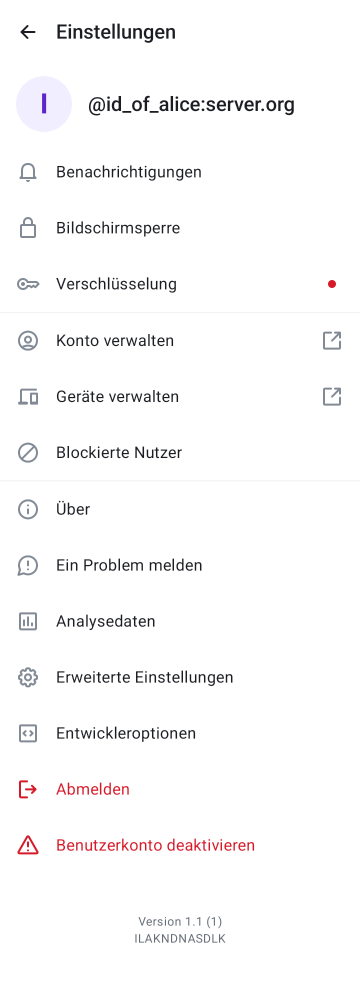 Einstellungen
I
@id_of_alice:server.org
Benachrichtigungen
Bildschirmsperre
Verschlüsselung
Konto verwalten
Geräte verwalten
Blockierte Nutzer
Über
Ein Problem melden
Analysedaten
Erweiterte Einstellungen
Entwickleroptionen
Abmelden
Benutzerkonto deaktivieren
Version 1.1 (1)
ILAKNDNASDLK